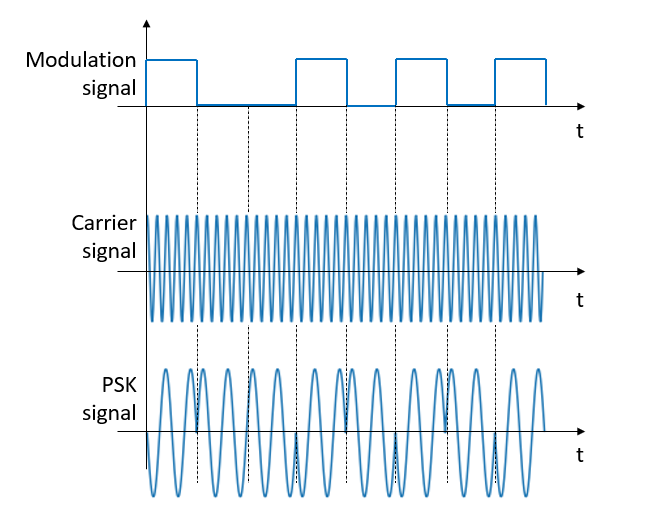 Modulation
signal
t
Carrier
signal
t
PSK
signal
t